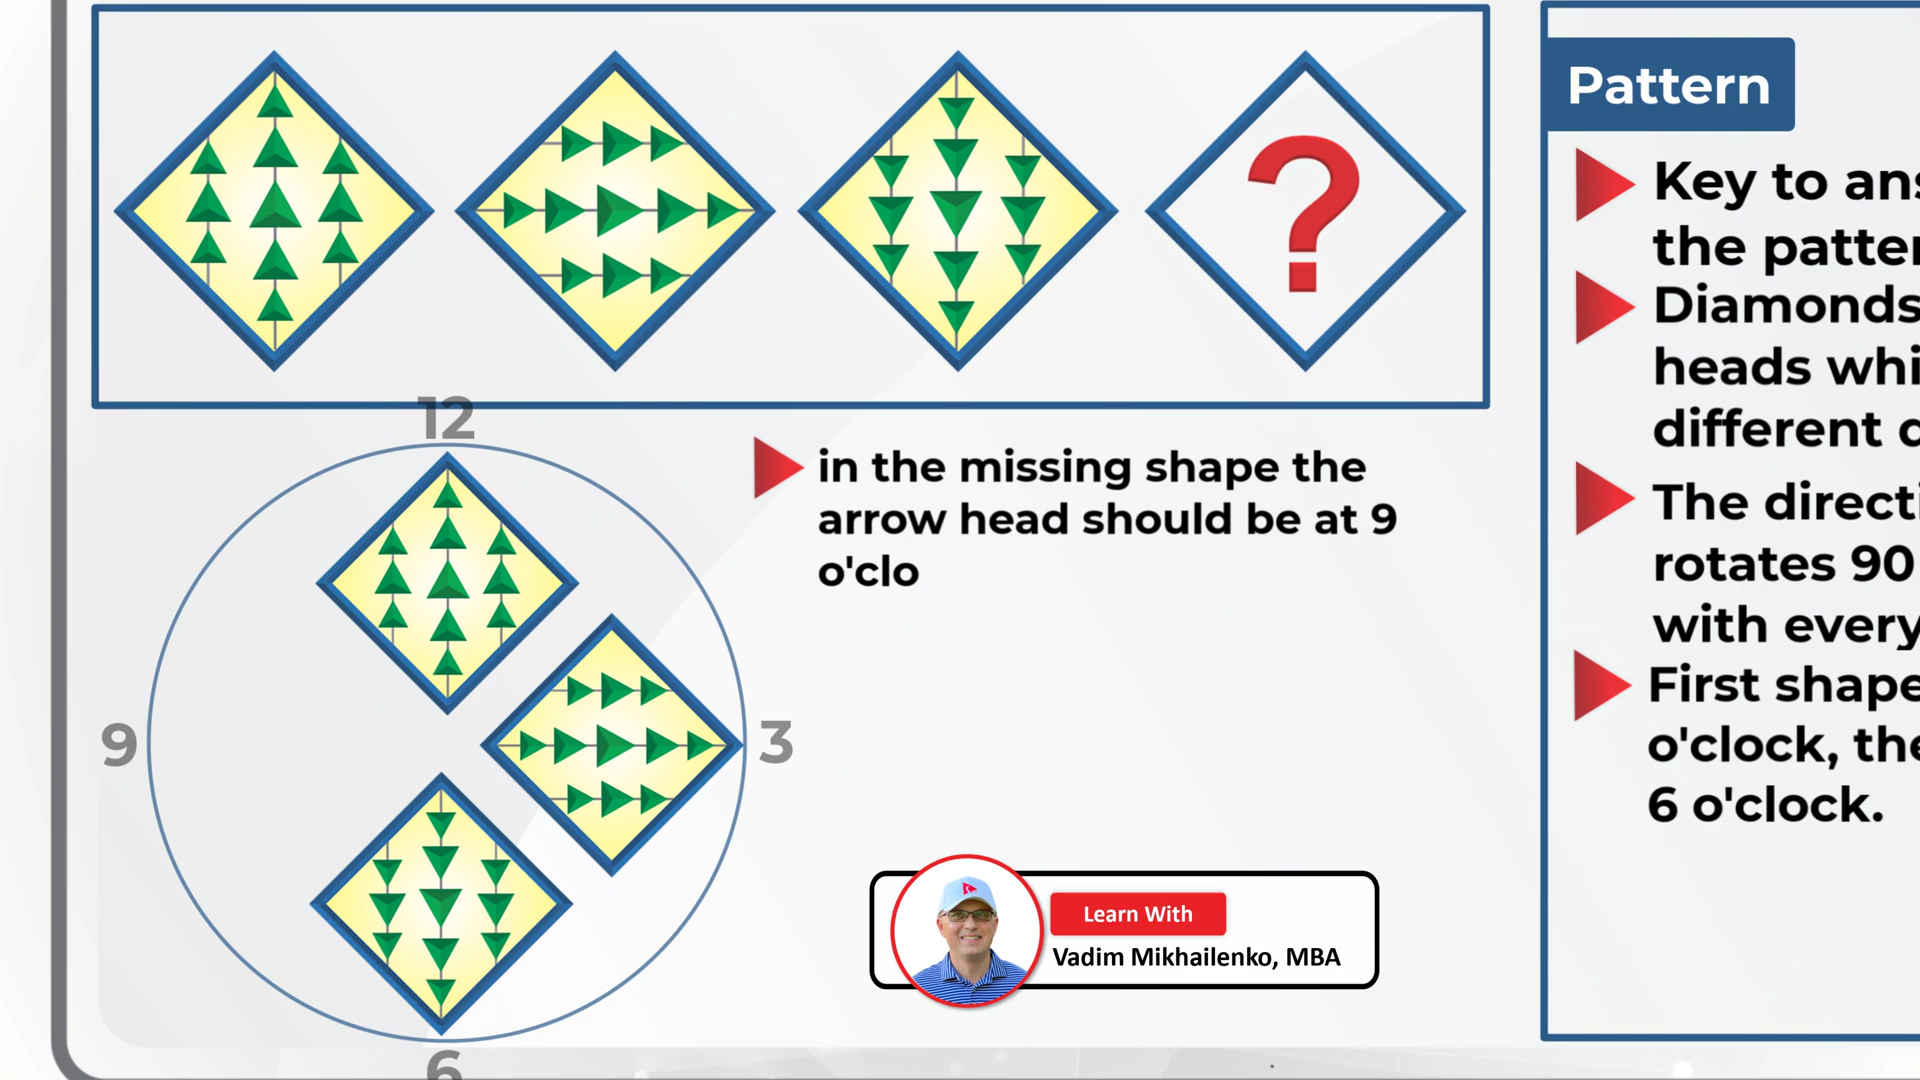 ?
12
9
3
6
in the missing shape the
arrow head should be at 9
o'clo
Learn With
Vadim Mikhailenko, MBA
Pattern
Key to ans
the patter
Diamonds
heads whi
different
The directi
rotates 90
with every
First shape
o'clock, the
6 o'clock.